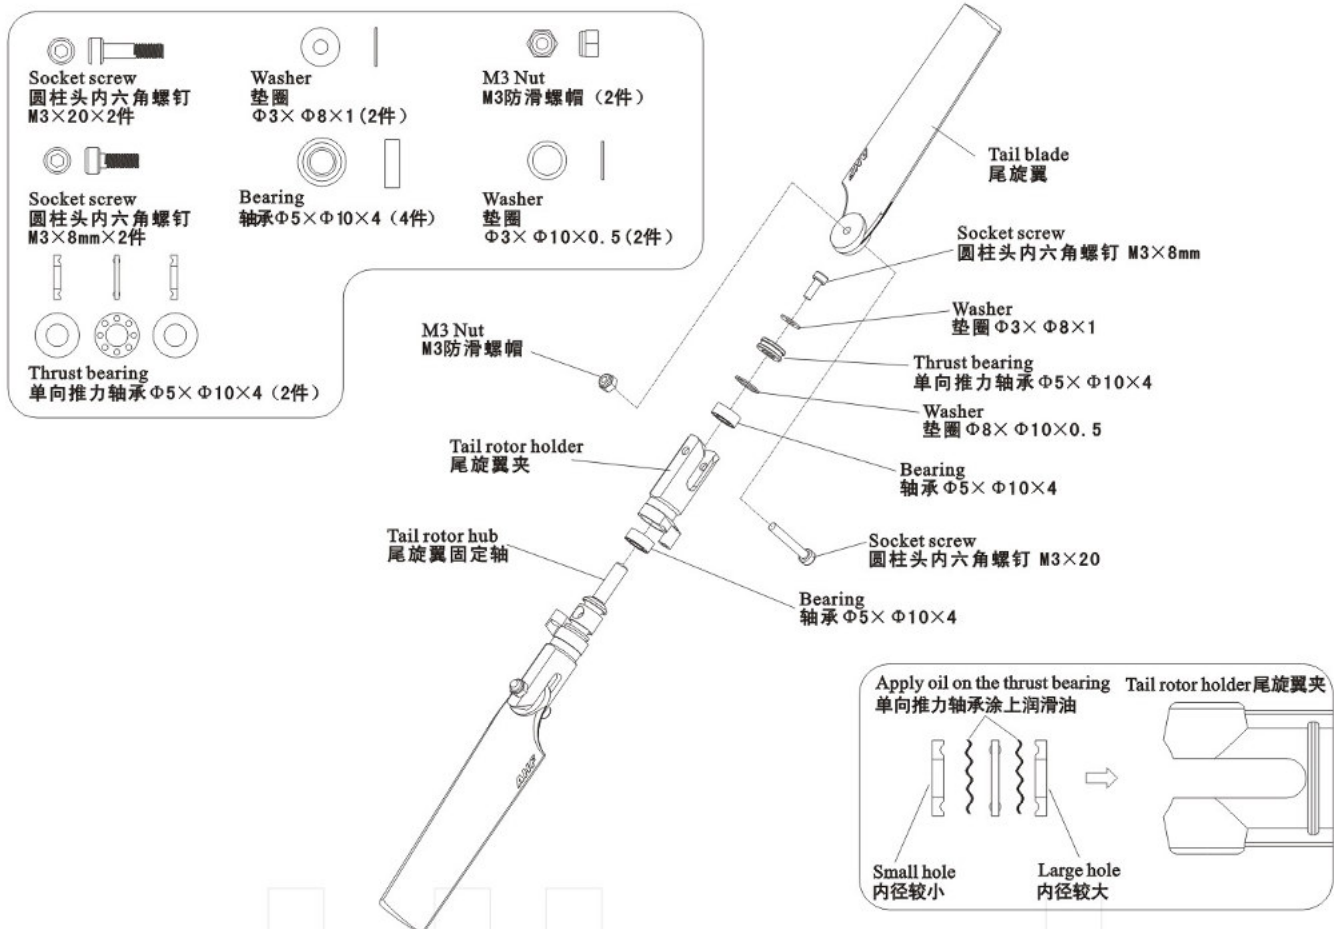 Socket screw
圆柱头内六角螺钉
M3×20×2件
Washer
垫圈
Φ3×Φ8×1(2件)
M3 Nut
M3防滑螺帽（2件）
Socket screw
圆柱头内六角螺钉
M3×8mm×2件
Bearing
轴承Φ5×Φ10×4（4件）
Washer
垫圈
Φ3×Φ10×0.5(2件)
Thrust bearing
单向推力轴承Φ5×Φ10×4（2件）
Tail blade
尾旋翼
Socket screw
圆柱头内六角螺钉 M3×8mm
Washer
垫圈Φ3×Φ8×1
M3 Nut
M3防滑螺帽
Thrust bearing
单向推力轴承Φ5×Φ10×4
Washer
垫圈Φ8×Φ10×0.5
Tail rotor holder
尾旋翼夹
Bearing
轴承Φ5×Φ10×4
Tail rotor hub
尾旋翼固定轴
Socket screw
圆柱头内六角螺钉 M3×20
Bearing
轴承Φ5×Φ10×4
Apply oil on the thrust bearing
单向推力轴承涂上润滑油
Tail rotor holder尾旋翼夹
Small hole
内径较小
Large hole
内径较大